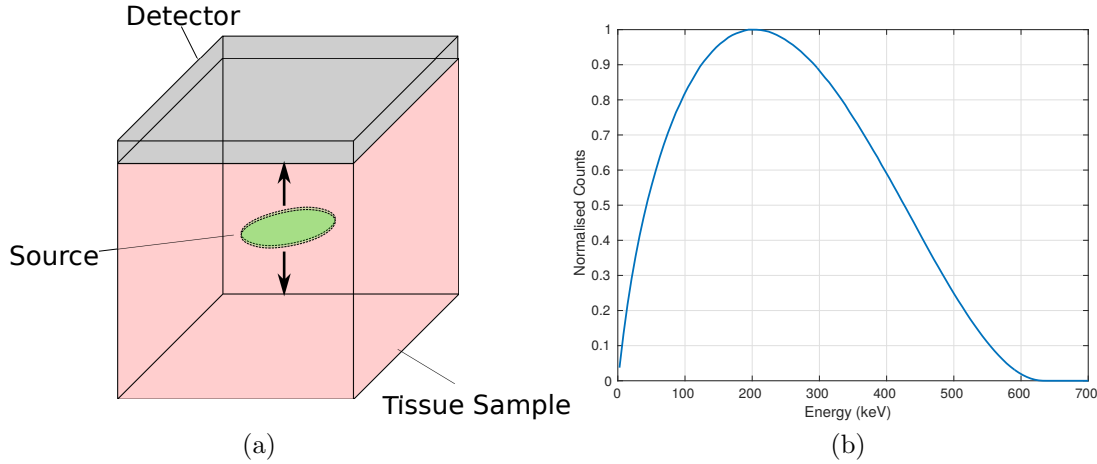 Detector
Source
Tissue Sample
(a)
1
0.9
0.8
0.7
0.6
0.5
0.4
0.3
0.2
0.1
0
Normalised Counts
0 100 200 300 400 500 600 700
Energy (keV)
(b)